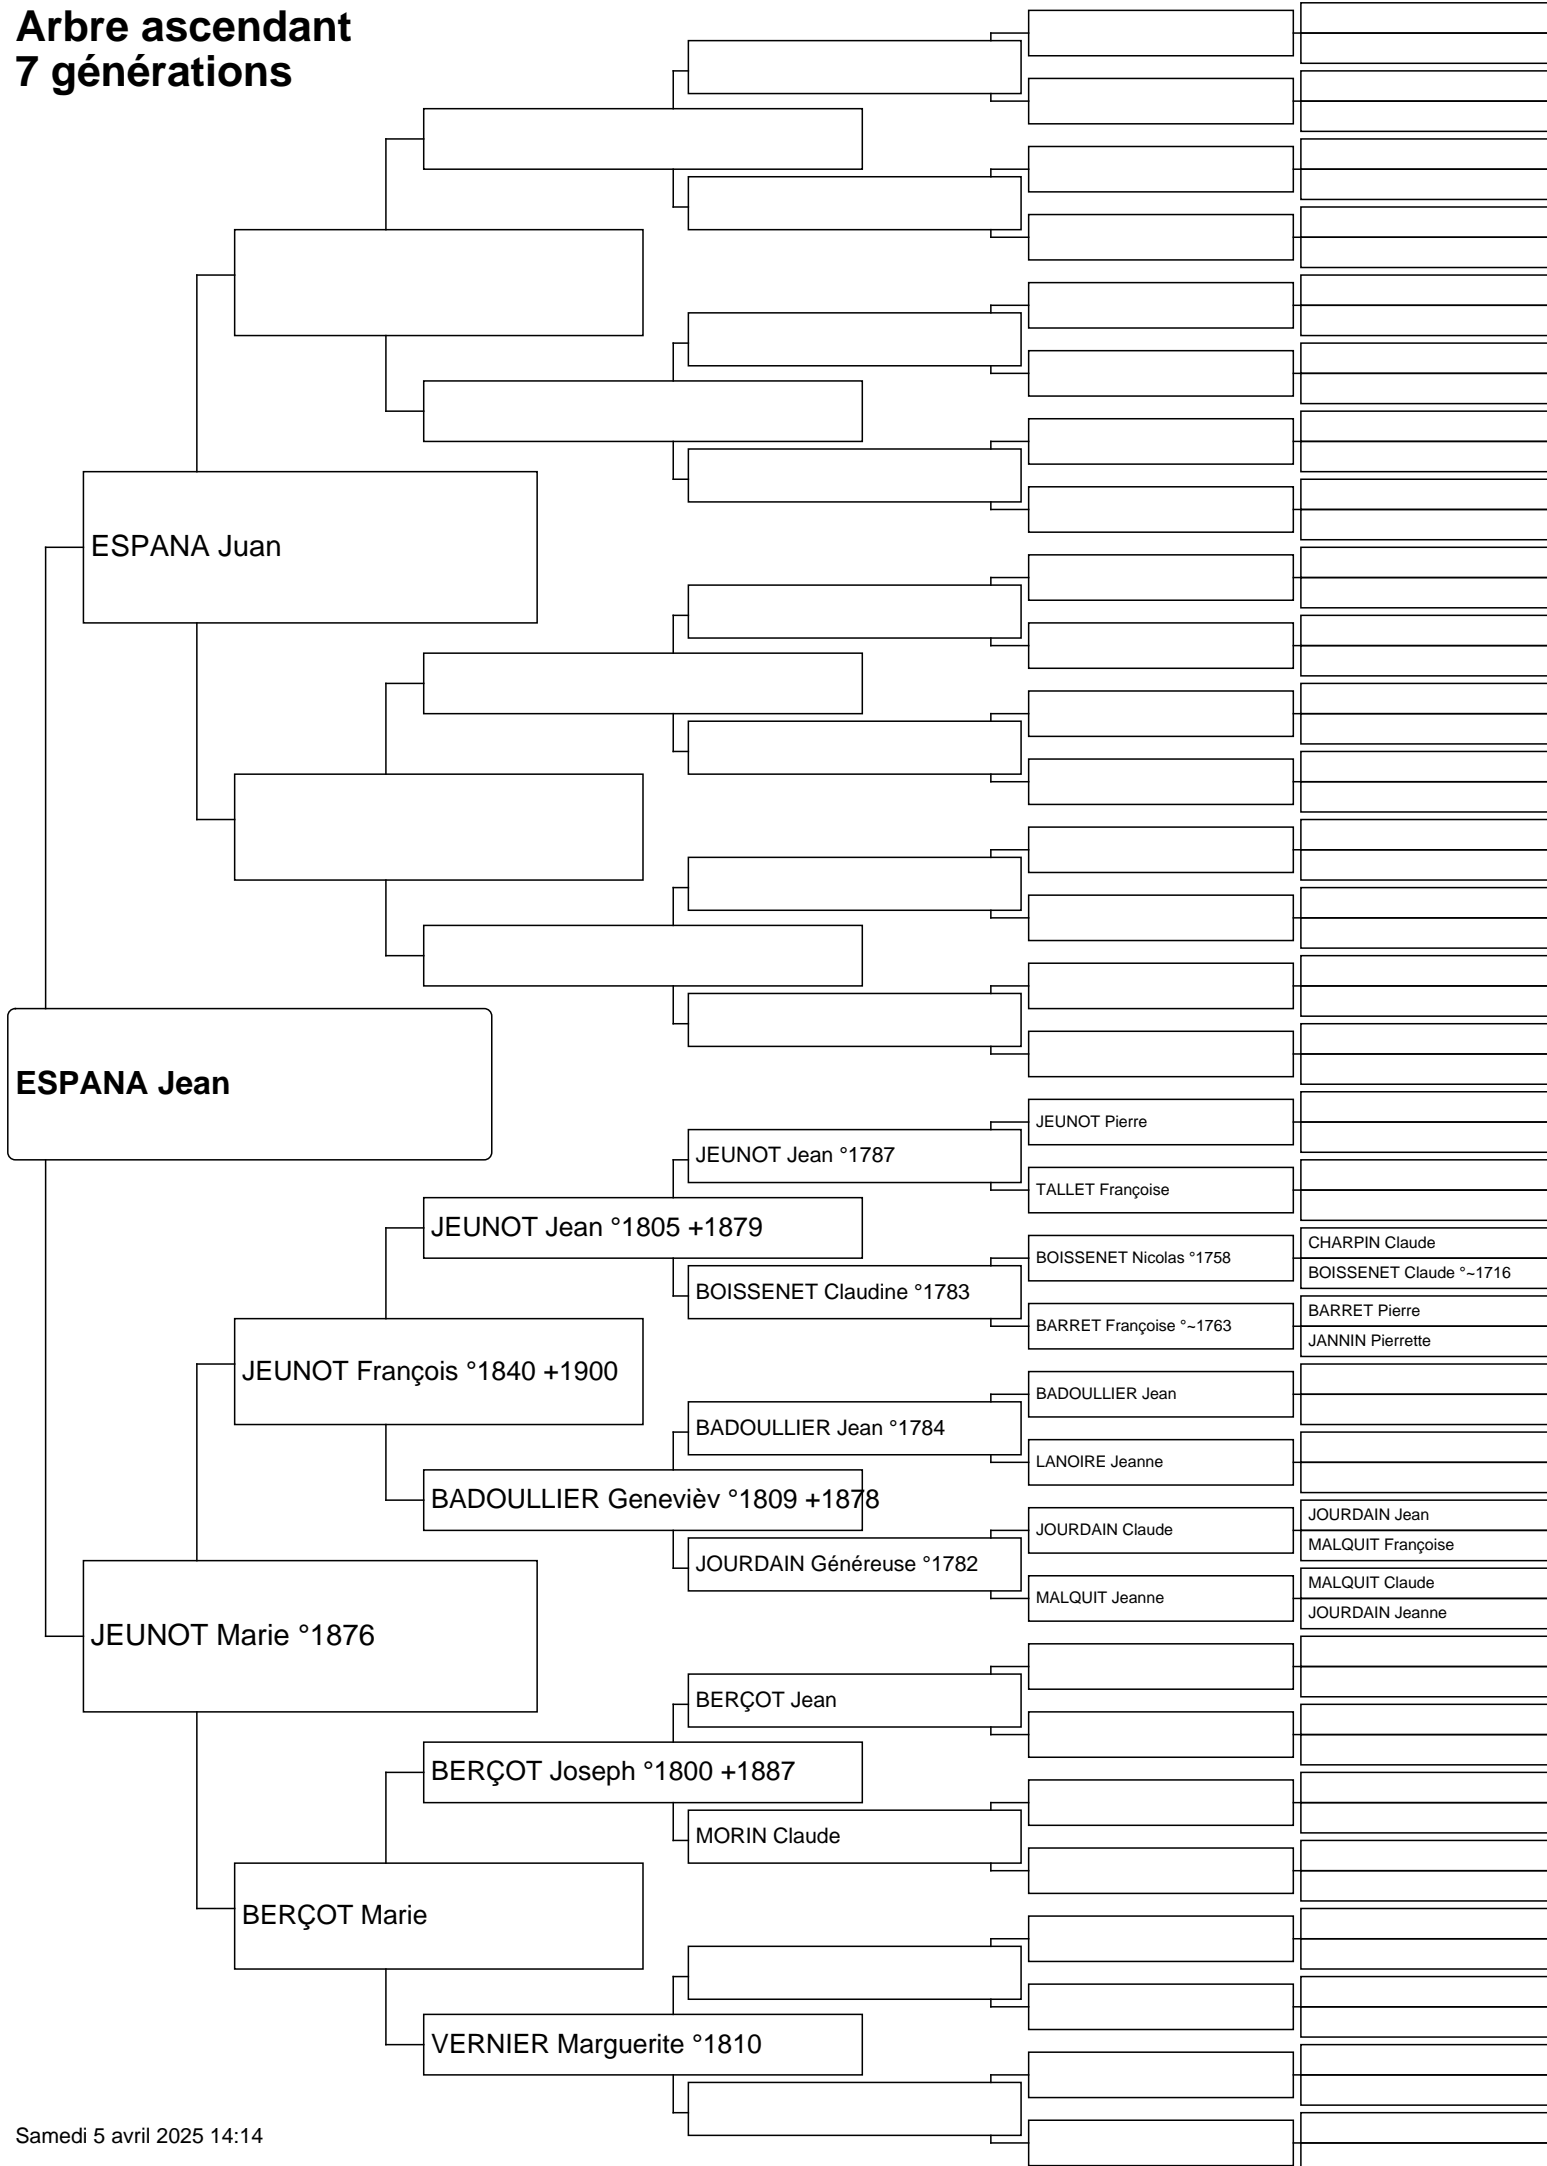 Arbre ascendant
7 générations
ESPANA Juan
ESPANA Jean
JEUNOT Pierre
JEUNOT Jean °1787
TALLET Françoise
JEUNOT Jean °1805 +1879
CHARPIN Claude
BOISSENET Nicolas °1758
BOISSENET Claude °~1716
BOISSENET Claudine °1783
BARRET Pierre
BARRET Françoise °~1763
JANNIN Pierrette
JEUNOT François °1840 +1900
BADOULLIER Jean
BADOULLIER Jean °1784
LANOIRE Jeanne
BADOULLIER Genevièv °1809 +1878
JOURDAIN Jean
JOURDAIN Claude
MALQUIT Françoise
JOURDAIN Généreuse °1782
MALQUIT Claude
MALQUIT Jeanne
JOURDAIN Jeanne
JEUNOT Marie °1876
BERÇOT Jean
BERÇOT Joseph °1800 +1887
MORIN Claude
BERÇOT Marie
VERNIER Marguerite °1810
Samedi 5 avril 2025 14:14